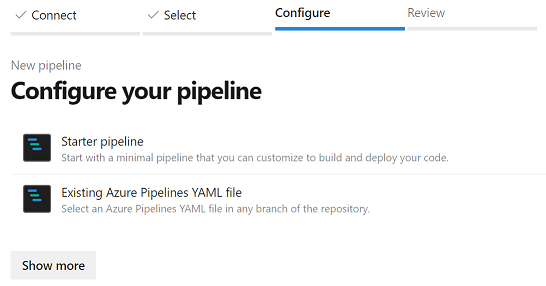 Connect
Select
Configure
Review
New pipeline
Configure your pipeline
Starter pipeline
Start with a minimal pipeline that you can customize to build and deploy your code.
Existing Azure Pipelines YAML file
Select an Azure Pipelines YAML file in any branch of the repository.
Show more